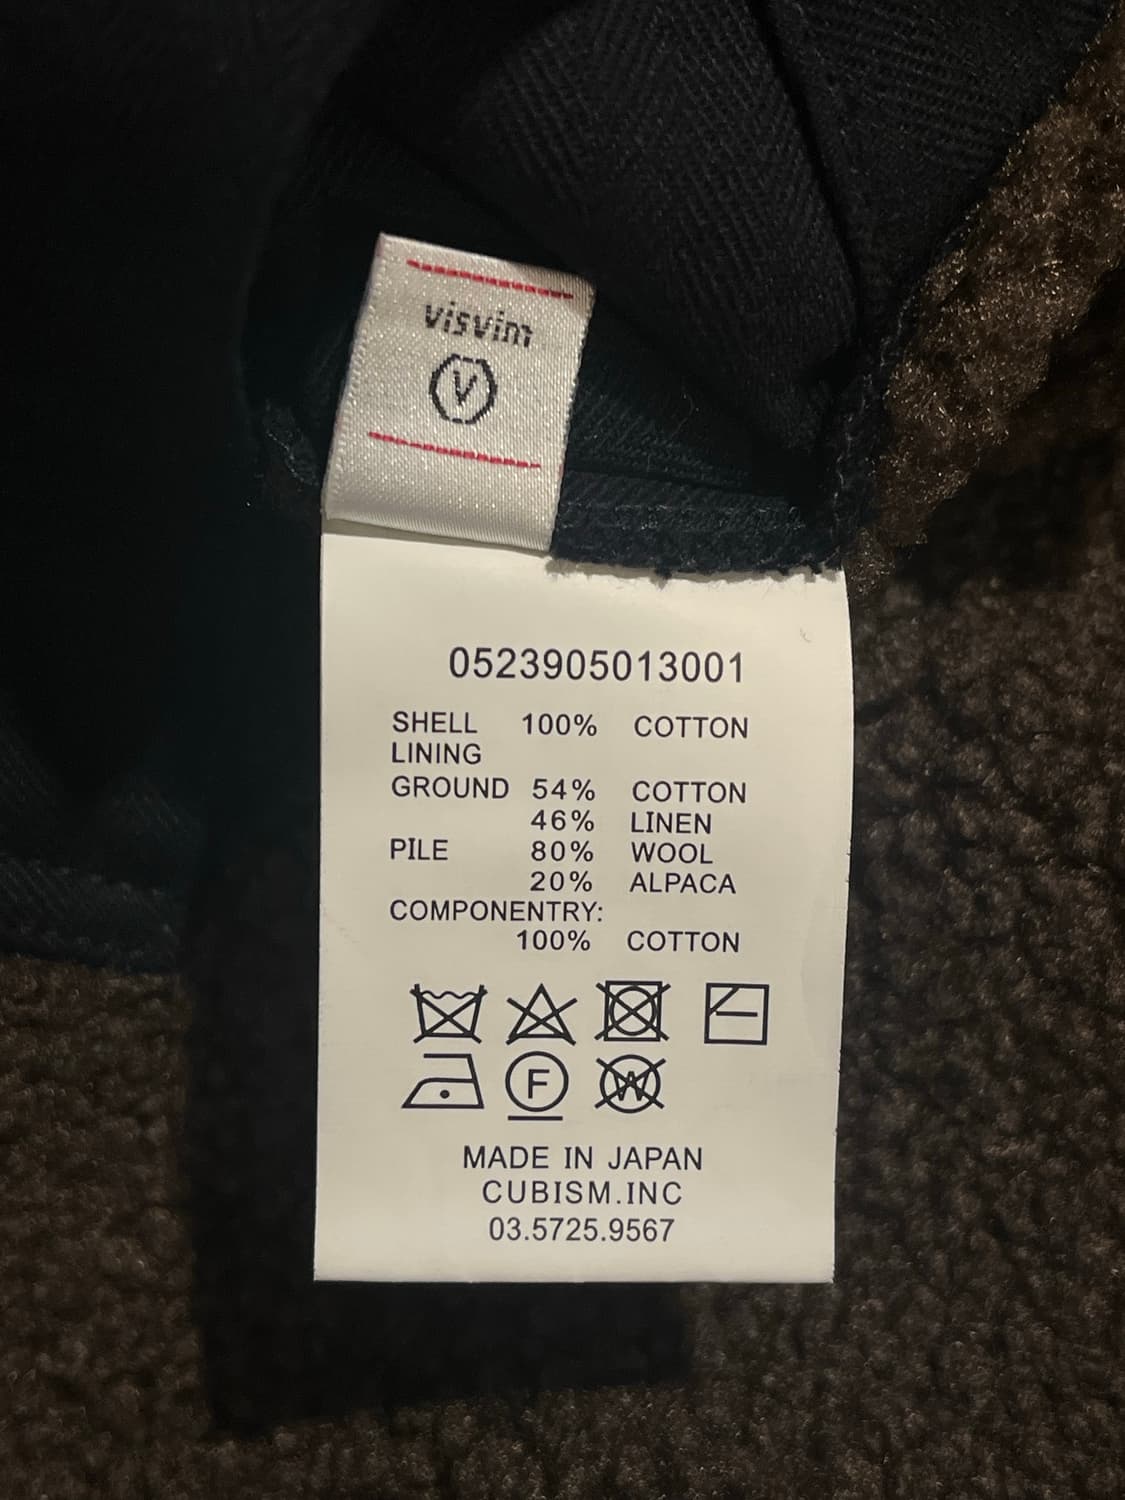 visvim
V
0523905013001
SHELL 100% COTTON
LINING
GROUND 54% COTTON
46% LINEN
PILE 80% WOOL
20% ALPACA
COMPONENTRY:
100% COTTON
F W
MADE IN JAPAN
CUBISM.INC
03.5725.9567